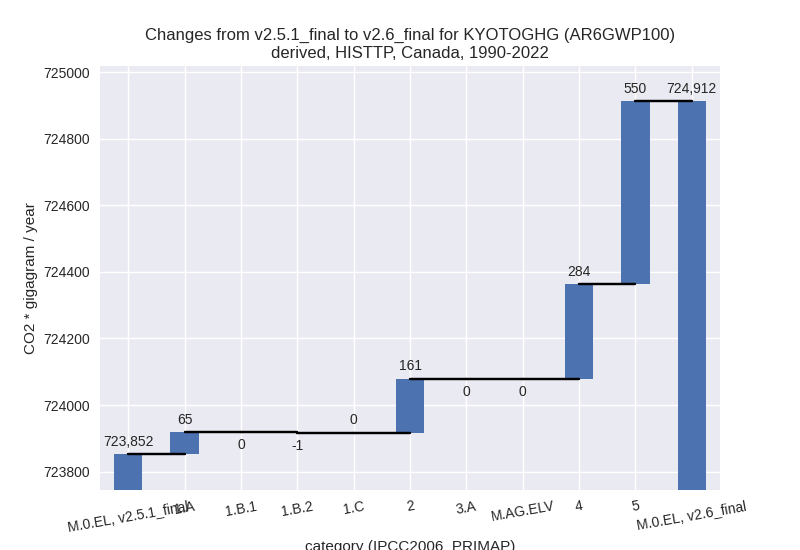 Changes from v2.5.1_final to v2.6_final for KYOTOGHG (AR6GWP100)
derived, HISTTP, Canada, 1990-2022
725000
724800
724600
724400
724200
724000
723800
CO2 * gigagram / year
723,852
65
0
-1
0
161
0
0
284
550
724,912
M.0.EL, v2.5.1_final
1.A
1.B.1
1.B.2
1.C
2
3.A
M.AG.ELV
4
5
M.0.EL, v2.6_final
category (IPCC2006_PRIMAP)